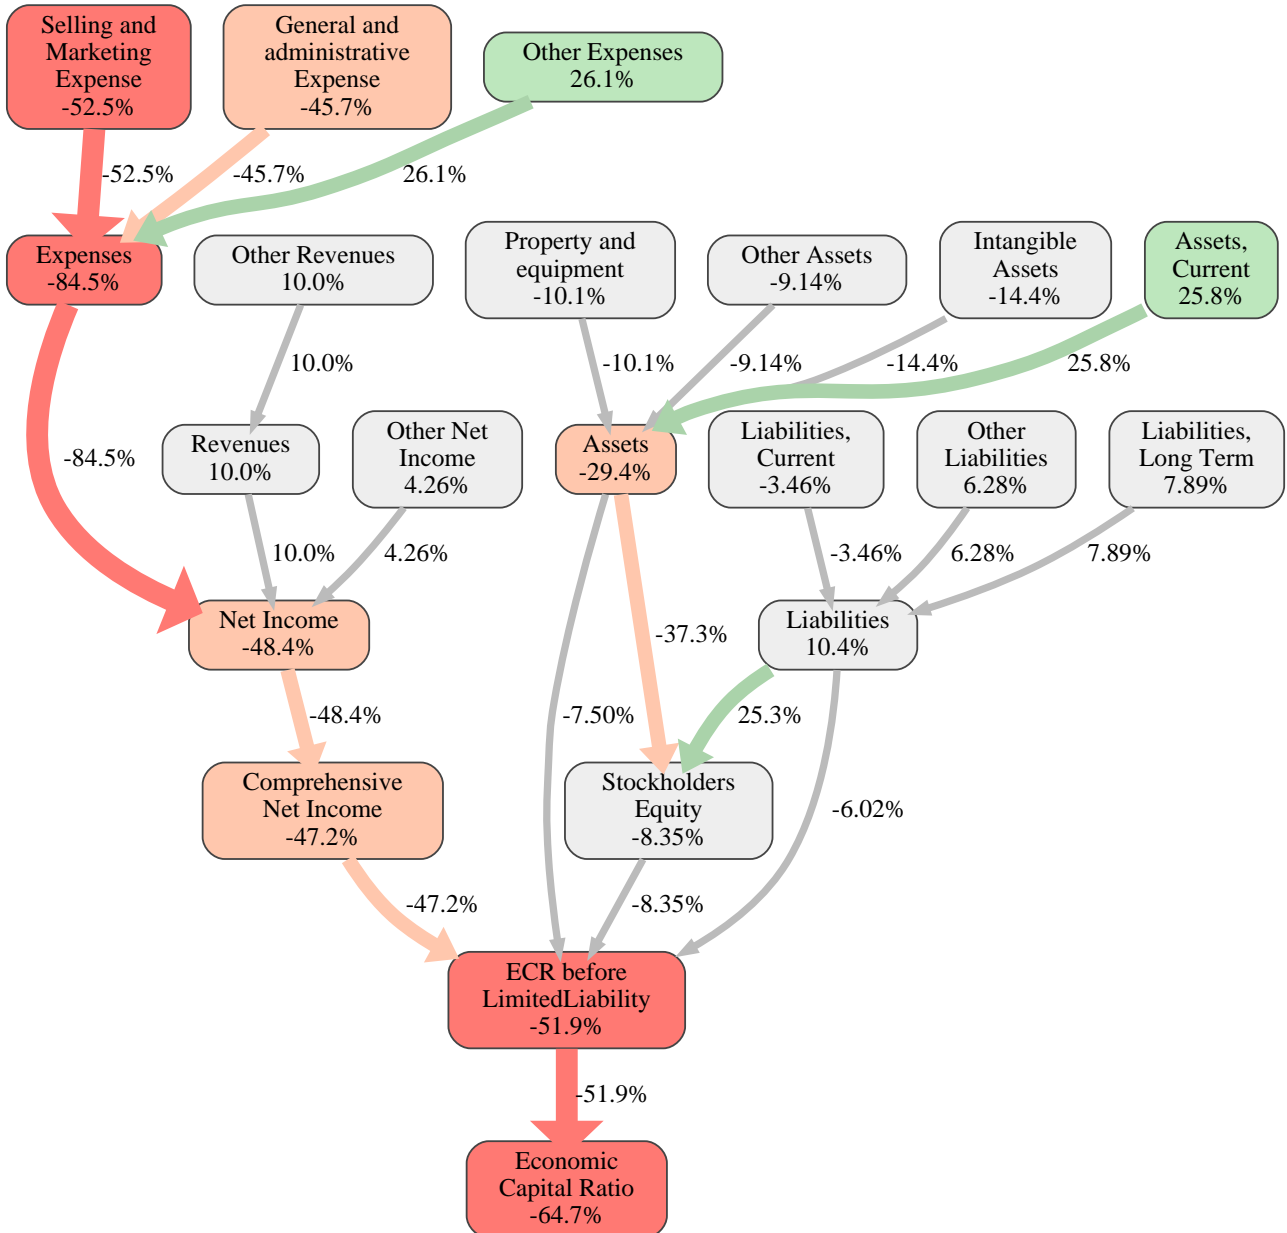 Selling and
Marketing
Expense
-52.5%
General and
administrative
Expense
-45.7%
Other Expenses
26.1%
-52.5%
-45.7%
26.1%
Expenses
-84.5%
Other Revenues
10.0%
Property and
equipment
-10.1%
Other Assets
-9.14%
Intangible
Assets
-14.4%
Assets,
Current
25.8%
10.0%
-10.1%
-9.14%
-14.4%
25.8%
-84.5%
Revenues
10.0%
Other Net
Income
4.26%
Assets
-29.4%
Liabilities,
Current
-3.46%
Other
Liabilities
6.28%
Liabilities,
Long Term
7.89%
10.0%
4.26%
-3.46%
6.28%
7.89%
Net Income
-48.4%
-37.3%
Liabilities
10.4%
-48.4%
-7.50%
25.3%
Comprehensive
Net Income
-47.2%
Stockholders
Equity
-8.35%
-6.02%
-47.2%
-8.35%
ECR before
LimitedLiability
-51.9%
-51.9%
Economic
Capital Ratio
-64.7%